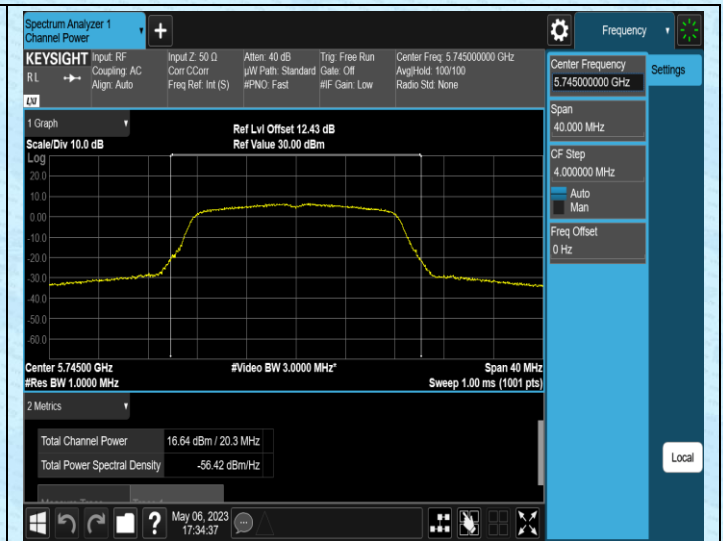 Spectrum Analyzer 1
Channel Power
+
Frequency
KEYSIGHT
R L
LXI
Input: RF
Coupling: AC
Align: Auto
Input Z: 50 Ω
Corr CCorr
Freq Ref: Int (S)
Atten: 40 dB
µW Path: Standard
#PNO: Fast
Trig: Free Run
Gate: Off
#IF Gain: Low
Center Freq: 5.745000000 GHz
Avg|Hold: 100/100
Radio Std: None
Center Frequency
5.745000000 GHz
Settings
Span
40.000 MHz
CF Step
4.000000 MHz
Auto
Man
Freq Offset
0 Hz
1 Graph
Scale/Div 10.0 dB
Ref Lvl Offset 12.43 dB
Ref Value 30.00 dBm
Log
20.0
10.0
0.00
-10.0
-20.0
-30.0
-40.0
-50.0
-60.0
Center 5.74500 GHz
#Video BW 3.0000 MHz*
Span 40 MHz
#Res BW 1.0000 MHz
Sweep 1.00 ms (1001 pts)
2 Metrics
Total Channel Power 16.64 dBm / 20.3 MHz
Total Power Spectral Density -56.42 dBm/Hz
Local
?
May 06, 2023
17:34:37